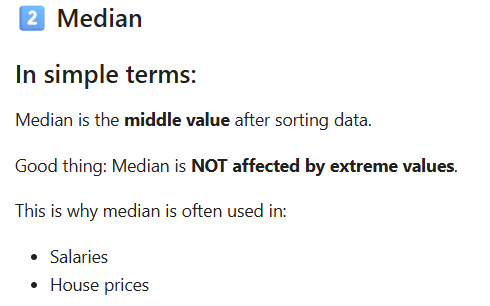 2️⃣ Median
In simple terms:
Median is the middle value after sorting data.
Good thing: Median is NOT affected by extreme values.
This is why median is often used in:
• Salaries
• House prices